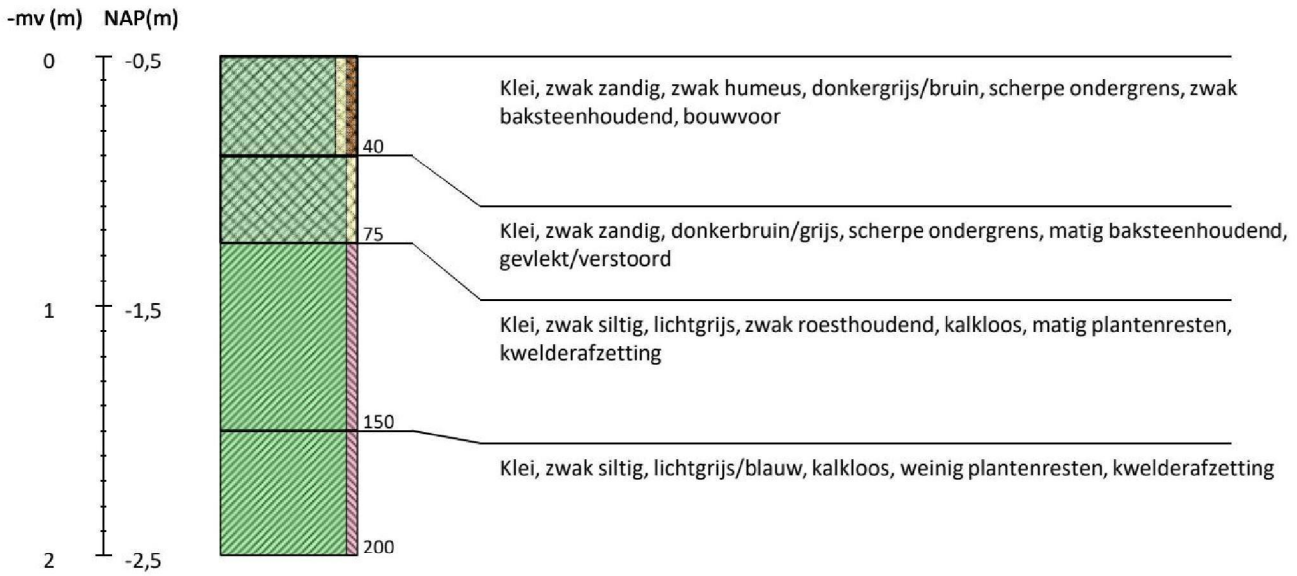 -mv (m) NAP(m)
0 -0,5
Klei, zwak zandig, zwak humeus, donkergrijs/bruin, scherpe ondergrens, zwak
baksteenhoudend, bouwvoor
40
Klei, zwak zandig, donkerbruin/grijs, scherpe ondergrens, matig baksteenhoudend,
gevlekt/verstoord
75
1 -1,5
Klei, zwak siltig, lichtgrijs, zwak roesthoudend, kalkloos, matig plantenresten,
kwelderafzetting
150
Klei, zwak siltig, lichtgrijs/blauw, kalkloos, weinig plantenresten, kwelderafzetting
200
2 -2,5